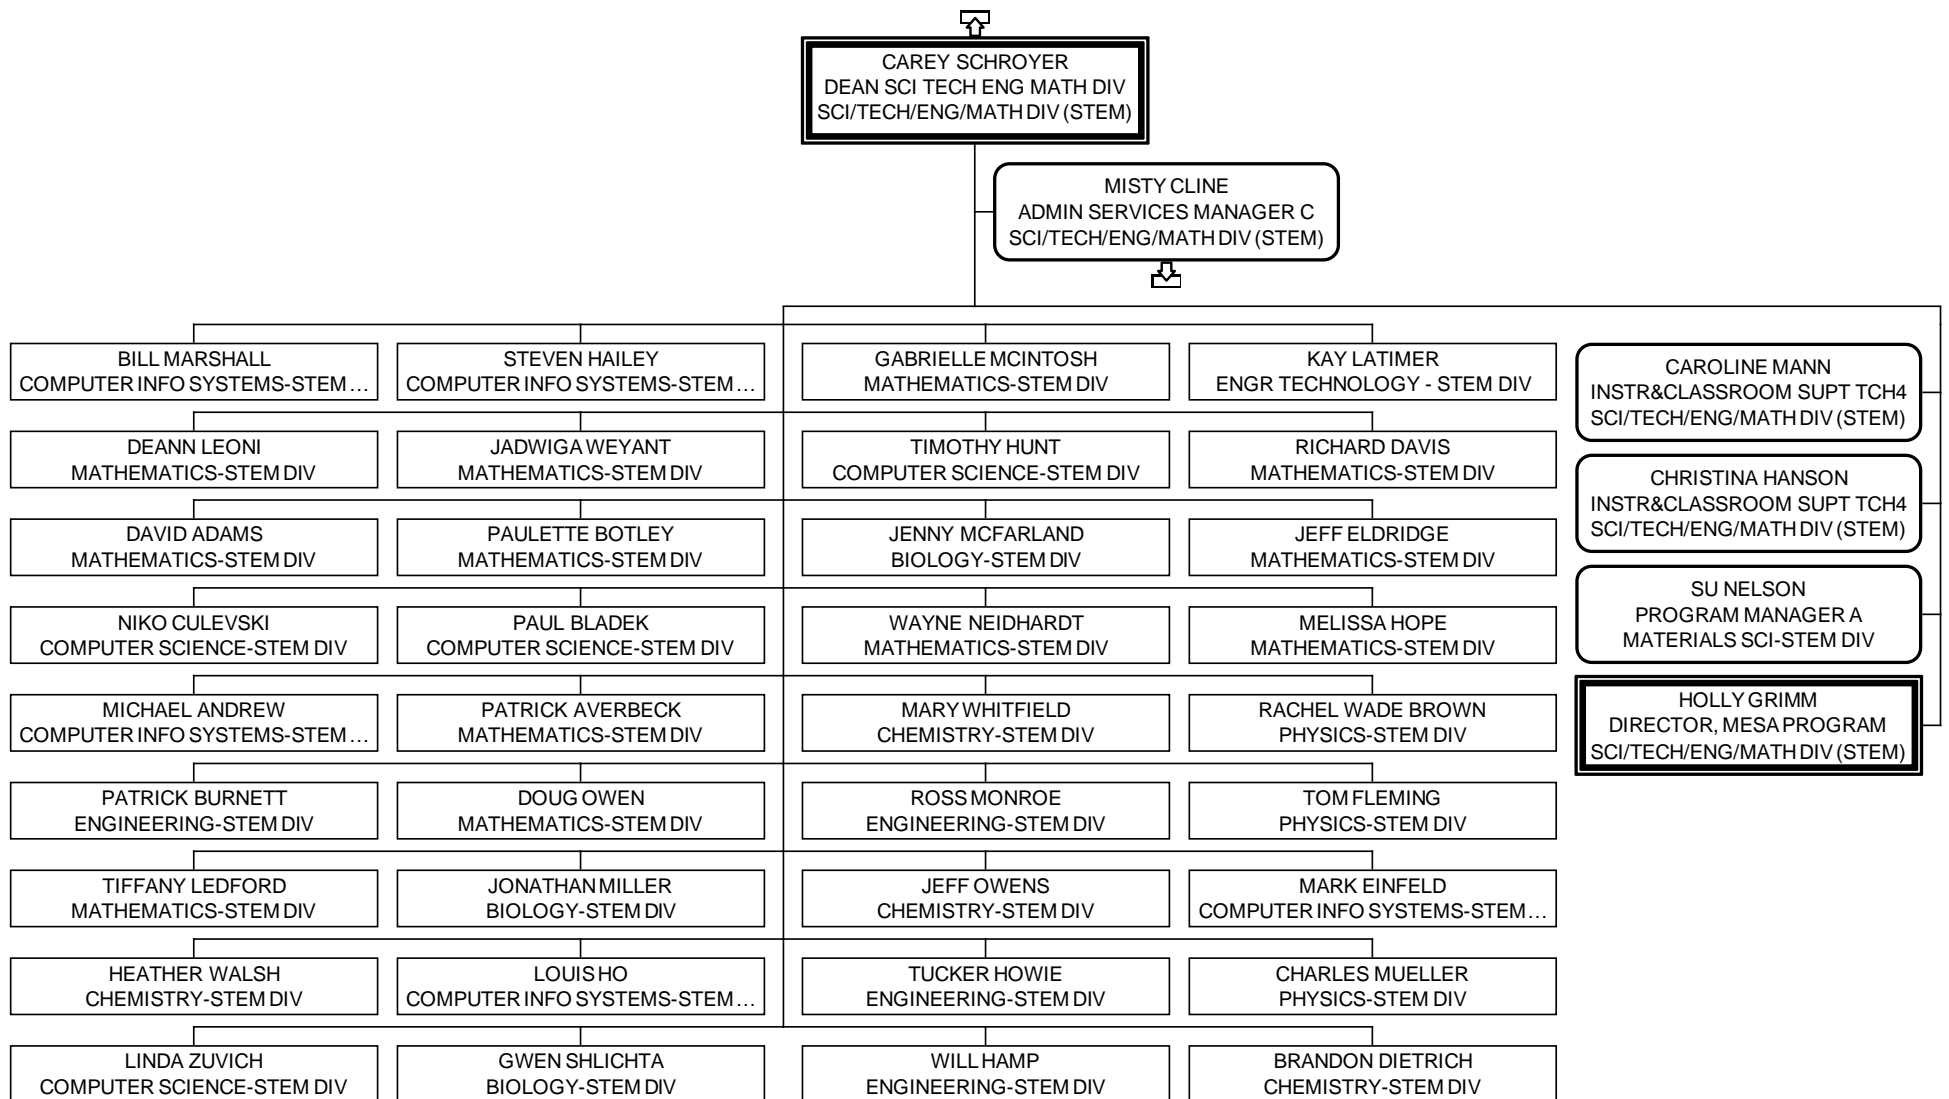 CAREY SCHROYER
DEAN SCI TECH ENG MATH DIV
SCI/TECH/ENG/MATH DIV (STEM)
MISTY CLINE
ADMIN SERVICES MANAGER C
SCI/TECH/ENG/MATH DIV (STEM)
BILL MARSHALL
COMPUTER INFO SYSTEMS-STEM…
STEVEN HAILEY
COMPUTER INFO SYSTEMS-STEM…
GABRIELLE MCINTOSH
MATHEMATICS-STEM DIV
KAY LATIMER
ENGR TECHNOLOGY - STEM DIV
DEANN LEONI
MATHEMATICS-STEM DIV
JADWIGA WEYANT
MATHEMATICS-STEM DIV
TIMOTHY HUNT
COMPUTER SCIENCE-STEM DIV
RICHARD DAVIS
MATHEMATICS-STEM DIV
DAVID ADAMS
MATHEMATICS-STEM DIV
PAULETTE BOTLEY
MATHEMATICS-STEM DIV
JENNY MCFARLAND
BIOLOGY-STEM DIV
JEFF ELDRIDGE
MATHEMATICS-STEM DIV
NIKO CULEVSKI
COMPUTER SCIENCE-STEM DIV
PAUL BLADEK
COMPUTER SCIENCE-STEM DIV
WAYNE NEIDHARDT
MATHEMATICS-STEM DIV
MELISSA HOPE
MATHEMATICS-STEM DIV
MICHAEL ANDREW
COMPUTER INFO SYSTEMS-STEM…
PATRICK AVERBECK
MATHEMATICS-STEM DIV
MARY WHITFIELD
CHEMISTRY-STEM DIV
RACHEL WADE BROWN
PHYSICS-STEM DIV
PATRICK BURNETT
ENGINEERING-STEM DIV
DOUG OWEN
MATHEMATICS-STEM DIV
ROSS MONROE
ENGINEERING-STEM DIV
TOM FLEMING
PHYSICS-STEM DIV
TIFFANY LEDFORD
MATHEMATICS-STEM DIV
JONATHAN MILLER
BIOLOGY-STEM DIV
JEFF OWENS
CHEMISTRY-STEM DIV
MARK EINFELD
COMPUTER INFO SYSTEMS-STEM…
HEATHER WALSH
CHEMISTRY-STEM DIV
LOUIS HO
COMPUTER INFO SYSTEMS-STEM…
TUCKER HOWIE
ENGINEERING-STEM DIV
CHARLES MUELLER
PHYSICS-STEM DIV
LINDA ZUVICH
COMPUTER SCIENCE-STEM DIV
GWEN SHLICHTA
BIOLOGY-STEM DIV
WILL HAMP
ENGINEERING-STEM DIV
BRANDON DIETRICH
CHEMISTRY-STEM DIV
CAROLINE MANN
INSTR&CLASSROOM SUPT TCH4
SCI/TECH/ENG/MATH DIV (STEM)
CHRISTINA HANSON
INSTR&CLASSROOM SUPT TCH4
SCI/TECH/ENG/MATH DIV (STEM)
SU NELSON
PROGRAM MANAGER A
MATERIALS SCI-STEM DIV
HOLLY GRIMM
DIRECTOR, MESA PROGRAM
SCI/TECH/ENG/MATH DIV (STEM)